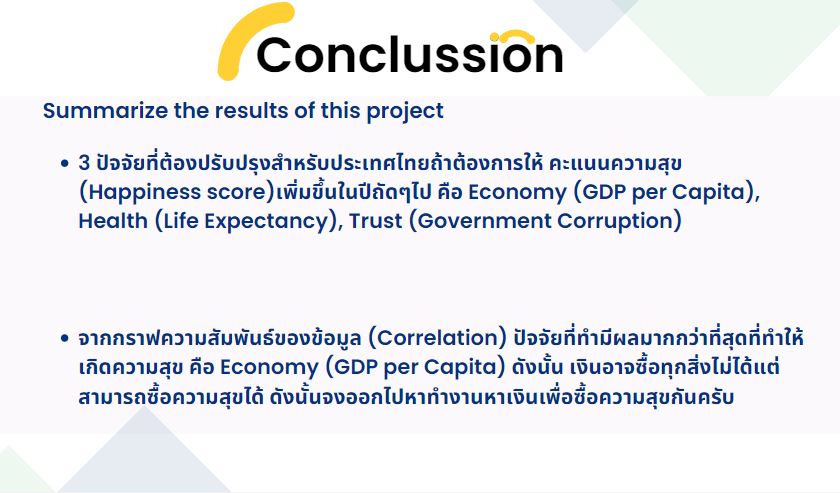 Conclussion
Summarize the results of this project
• 3 ปัจจัยที่ต้องปรับปรุงสำหรับประเทศไทยถ้าต้องการให้ คะแนนความสุข
(Happiness score)เพิ่มขึ้นในปีถัดๆไป คือ Economy (GDP per Capita),
Health (Life Expectancy), Trust (Government Corruption)
• จากกราฟความสัมพันธ์ของข้อมูล (Correlation) ปัจจัยที่ทำมีผลมากกว่าที่สุดที่ทำให้
เกิดความสุข คือ Economy (GDP per Capita) ดังนั้น เงินอาจซื้อทุกสิ่งไม่ได้แต่
สามารถซื้อความสุขได้ ดังนั้นจงออกไปหาทำงานหาเงินเพื่อซื้อความสุขกันครับ